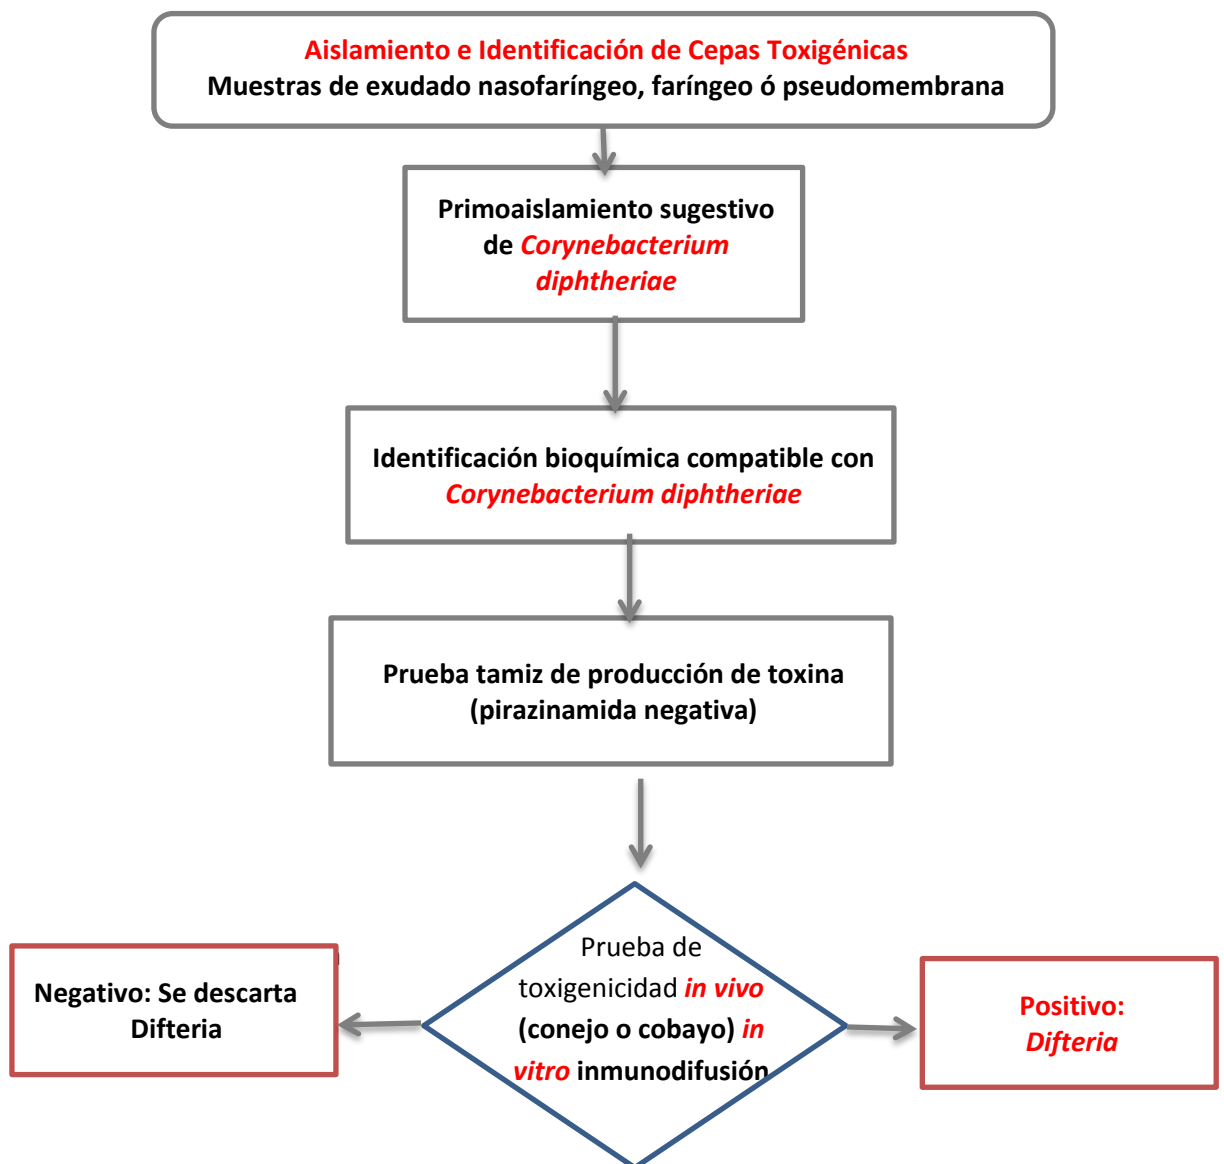 Aislamiento e Identificación de Cepas Toxigénicas
Muestras de exudado nasofaríngeo, faríngeo ó pseudomembrana
Primoaislamiento sugestivo
de Corynebacterium
diphtheriae
Identificación bioquímica compatible con
Corynebacterium diphtheriae
Prueba tamiz de producción de toxina
(pirazinamida negativa)
Prueba de
toxigenicidad in vivo
(conejo o cobayo) in
vitro inmunodifusión
Negativo: Se descarta
Difteria
Positivo:
Difteria